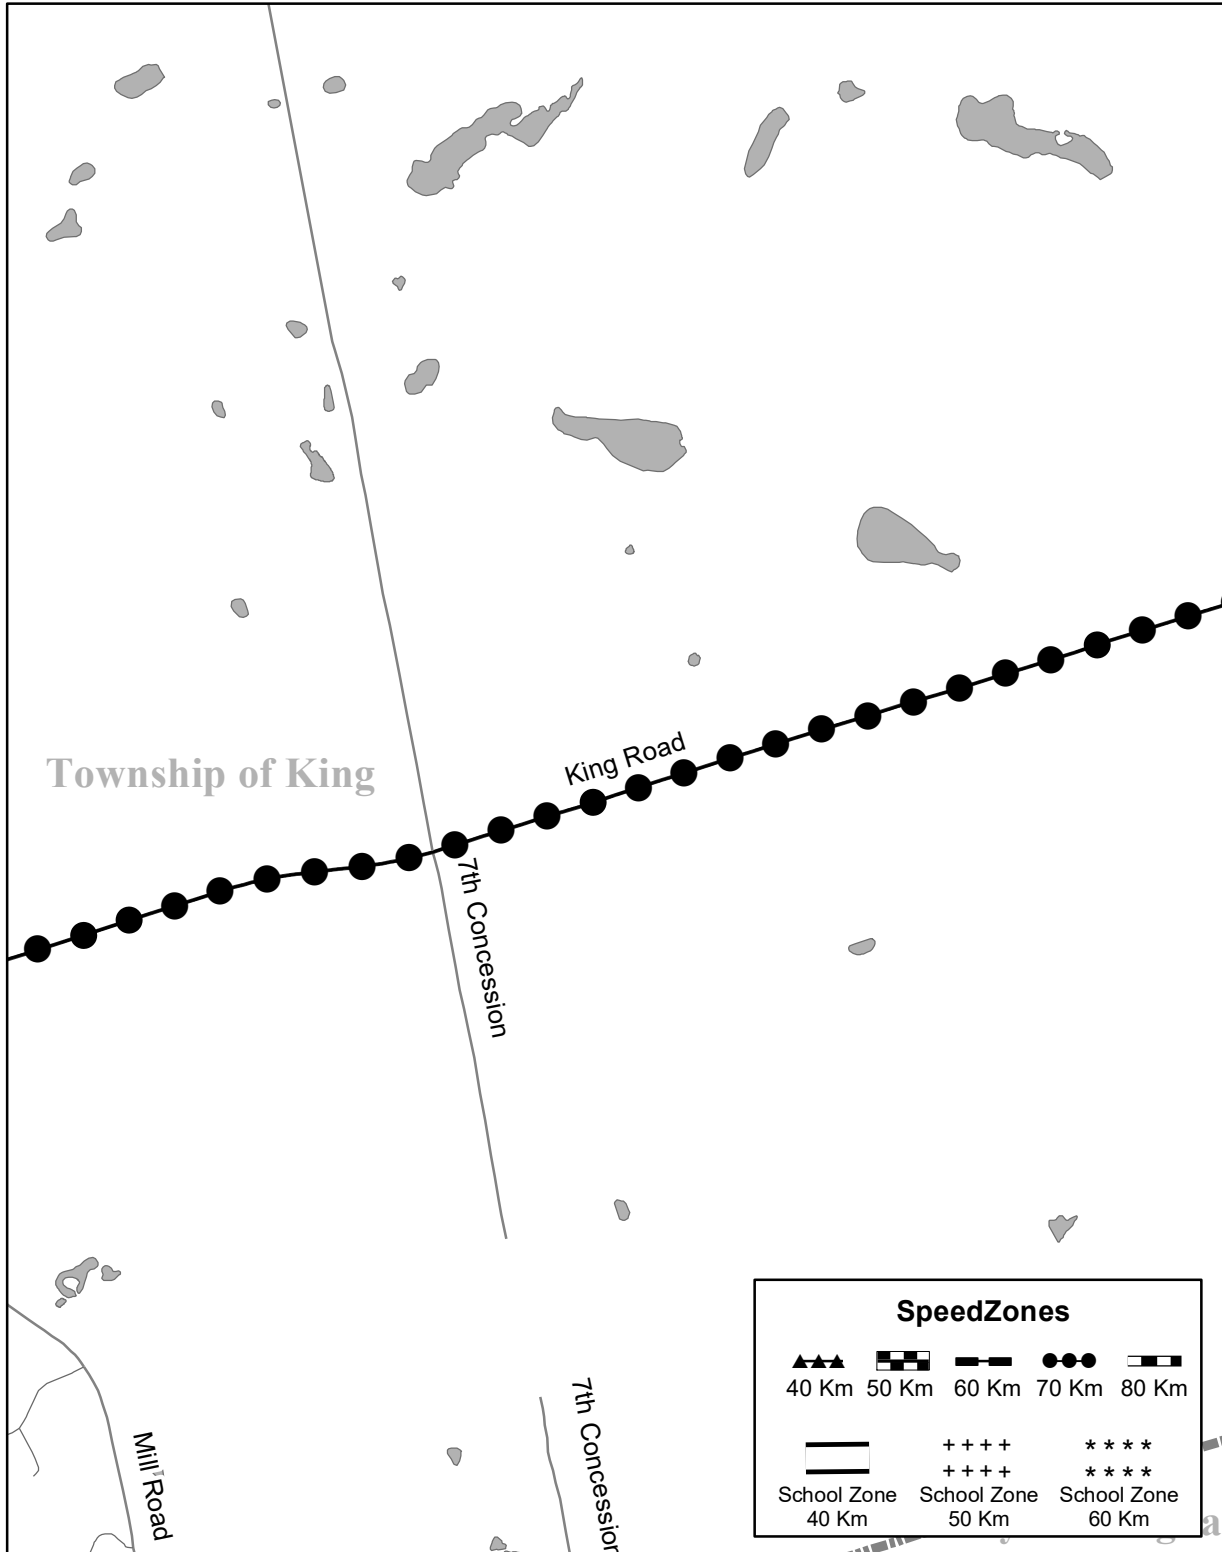 King Road
Township of King
7th Concession
7th Concession
Mill Road
SpeedZones
40 Km 50 Km 60 Km 70 Km 80 Km
School Zone School Zone School Zone
40 Km 50 Km 60 Km